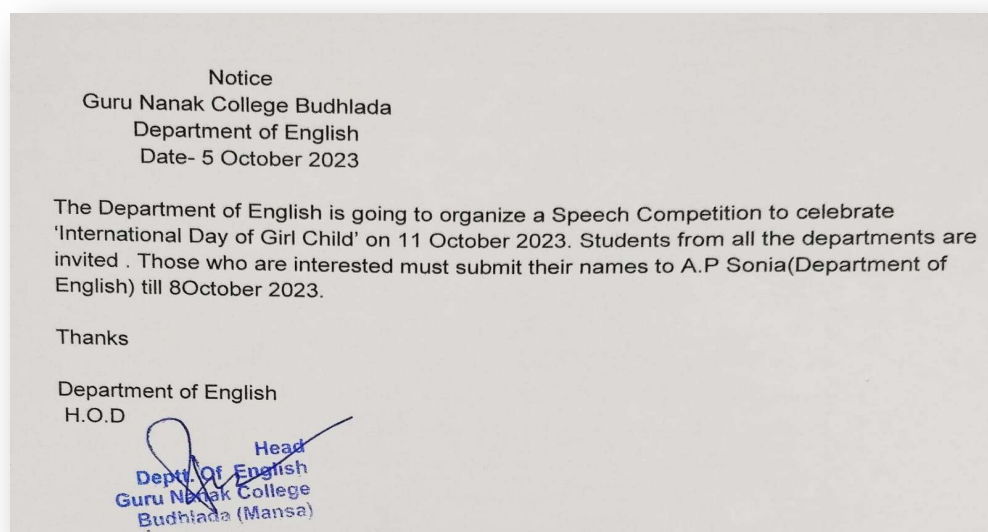 Notice
Guru Nanak College Budhlada
Department of English
Date- 5 October 2023
The Department of English is going to organize a Speech Competition to celebrate
‘International Day of Girl Child’ on 11 October 2023. Students from all the departments are
invited . Those who are interested must submit their names to A.P Sonia(Department of
English) till 8October 2023.
Thanks
Department of English
H.O.D
Head
Deptt. Of English
Guru Nanak College
Budhlada (Mansa)